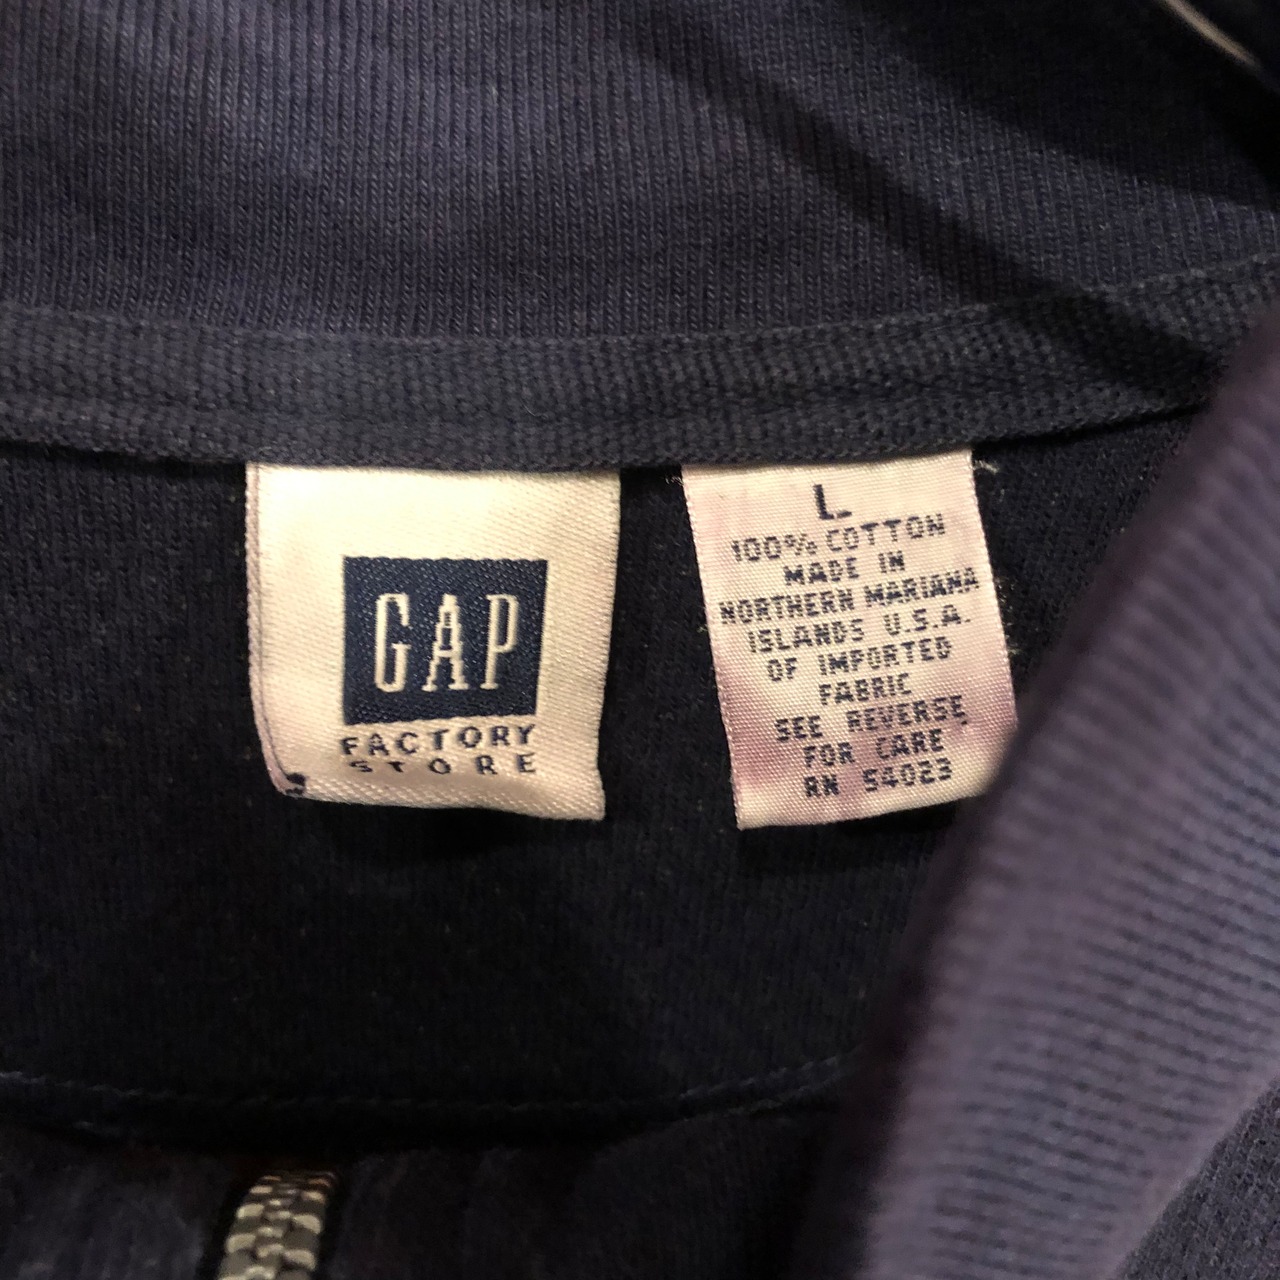 GAP
FACTORY
STORE
L
100% COTTON
MADE IN
NORTHERN MARIANA
ISLANDS U.S.A.
OF IMPORTED
FABRIC
SEE REVERSE
FOR CARE
RN 54023